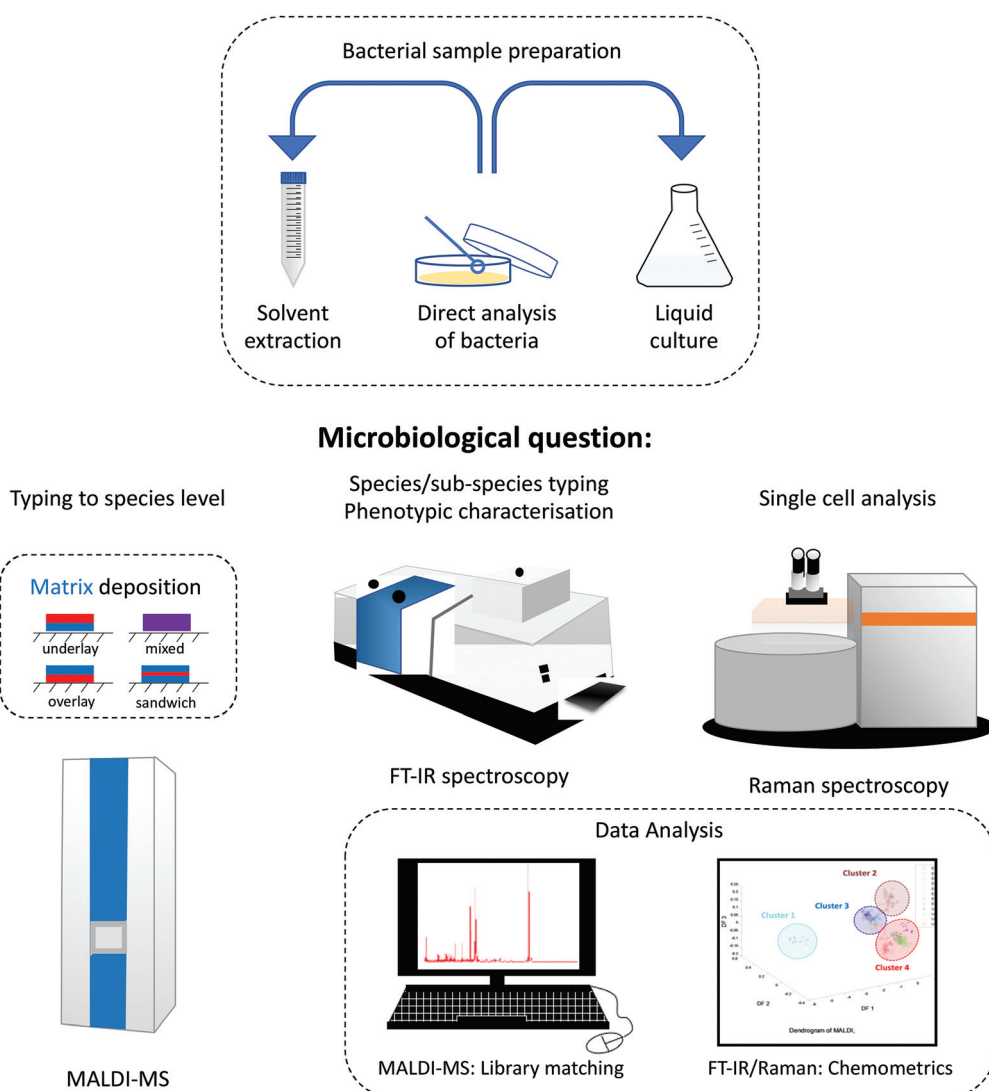 Bacterial sample preparation
Solvent
extraction
Direct analysis
of bacteria
Liquid
culture
Microbiological question:
Typing to species level
Species/sub-species typing
Phenotypic characterisation
Single cell analysis
Matrix deposition
underlay
mixed
overlay
sandwich
FT-IR spectroscopy
Raman spectroscopy
MALDI-MS
Data Analysis
Cluster 2
Cluster 3
Cluster 1
Cluster 4
DF 3
DF 2
DF 1
Dendrogram of MALDI,
MALDI-MS: Library matching
FT-IR/Raman: Chemometrics